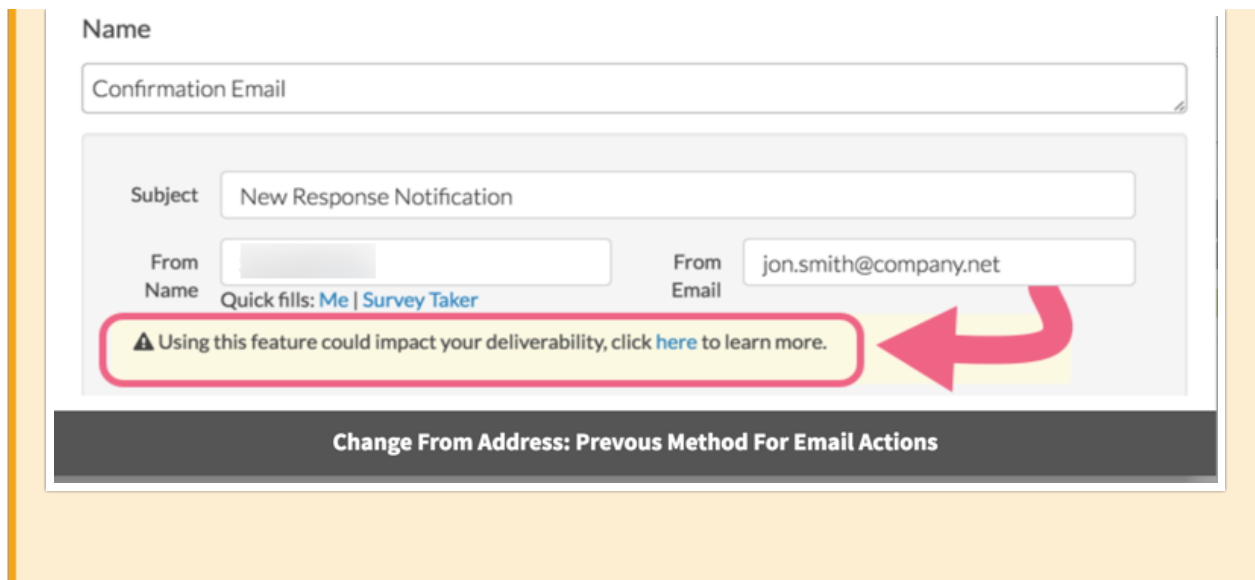 Name
Confirmation Email
Subject New Response Notification
From Name From Email jon.smith@company.net
Quick fills: Me | Survey Taker
Using this feature could impact your deliverability, click here to learn more.
Change From Address: Prevous Method For Email Actions